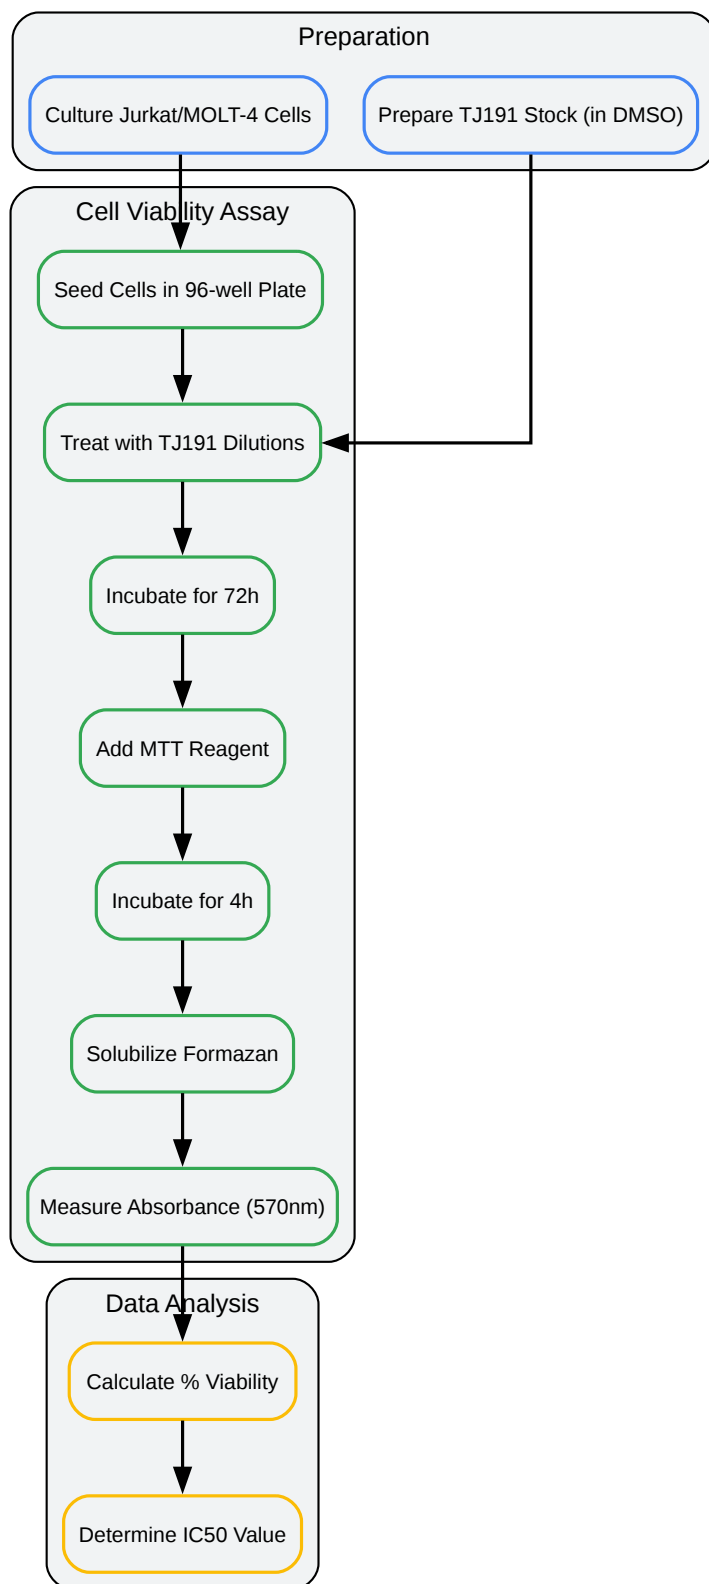 Preparation
Culture Jurkat/MOLT-4 Cells
Prepare TJ191 Stock (in DMSO)
Cell Viability Assay
Seed Cells in 96-well Plate
Treat with TJ191 Dilutions
Incubate for 72h
Add MTT Reagent
Incubate for 4h
Solubilize Formazan
Measure Absorbance (570nm)
Data Analysis
Calculate % Viability
Determine IC50 Value